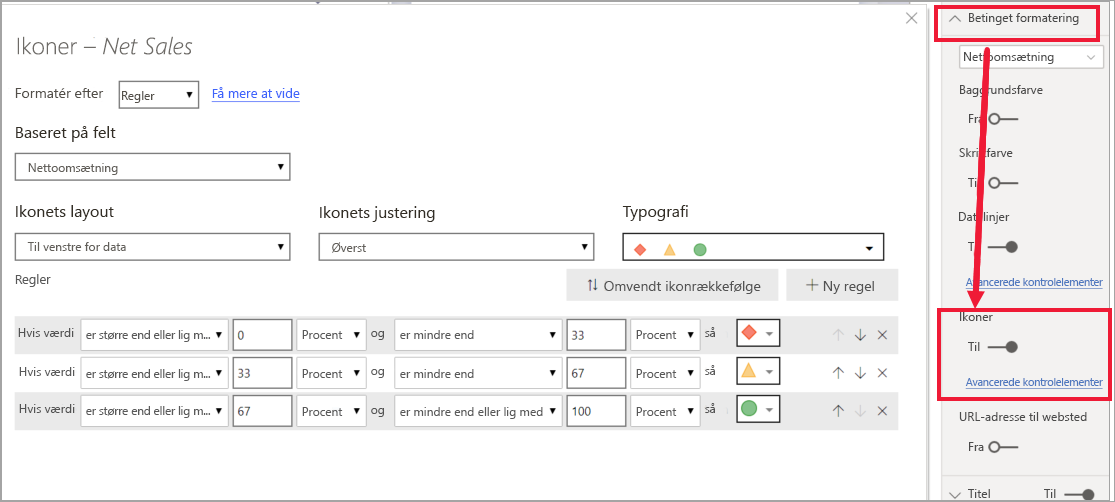 Ikoner – Net Sales
Formatér efter
Regler
Få mere at vide
Baseret på felt
Nettoomsætning
Ikonets layout
Ikonets justering
Typografi
Til venstre for data
Øverst
Regler
Omvendt ikonrækkefølge
Ny regel
Hvis værdi er større end eller lig m... 0 Procent og er mindre end 33 Procent så
Hvis værdi er større end eller lig m... 33 Procent og er mindre end 67 Procent så
Hvis værdi er større end eller lig m... 67 Procent og er mindre end eller lig med 100 Procent så
Betinget formatering
Nettoomsætning
Baggrundsfarve
Fra
Skriftfarve
Til
Datalinjer
Til
Avancerede kontrolelementer
Ikoner
Til
Avancerede kontrolelementer
URL-adresse til websted
Fra
Titel Til